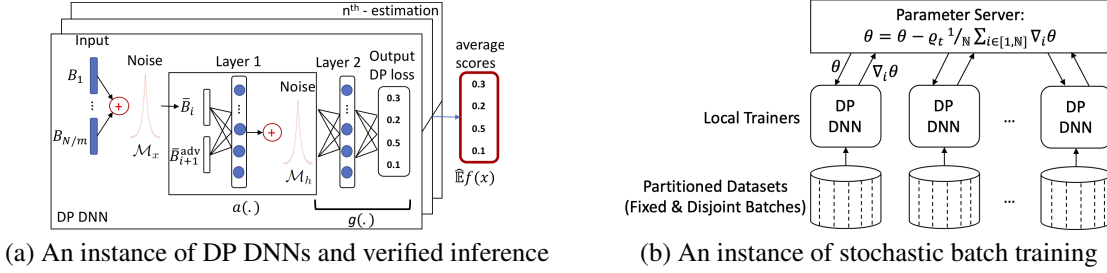 nth - estimation
Input
Noise
B1
⋮
BN/m
ℳx
B̄i
B̄i+1^adv
Layer 1
⋮
Noise
ℳh
Layer 2
⋮
Output
DP loss
0.3
0.2
0.5
0.1
a(.)
g(.)
DP DNN
average
scores
0.3
0.2
0.5
0.1
𝔼̂f(x)
(a) An instance of DP DNNs and verified inference
Parameter Server:
θ = θ − ϱt 1/ℕ ∑i∈[1,ℕ] ∇iθ
θ
∇iθ
Local Trainers
DP
DNN
DP
DNN
...
DP
DNN
Partitioned Datasets
(Fixed & Disjoint Batches)
...
(b) An instance of stochastic batch training